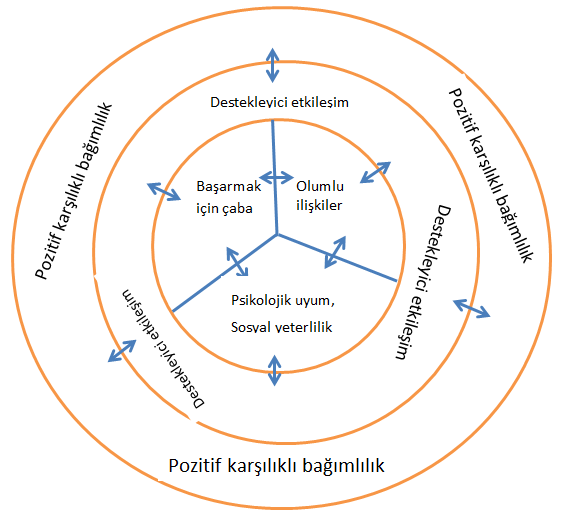 Pozitif karşılıklı bağımlılık
Pozitif karşılıklı bağımlılık
Destekleyici etkileşim
Başarmak
için çaba
Olumlu
ilişkiler
Destekleyici etkileşim
Psikolojik uyum,
Sosyal yeterlilik
Destekleyici etkileşim
Pozitif karşılıklı bağımlılık